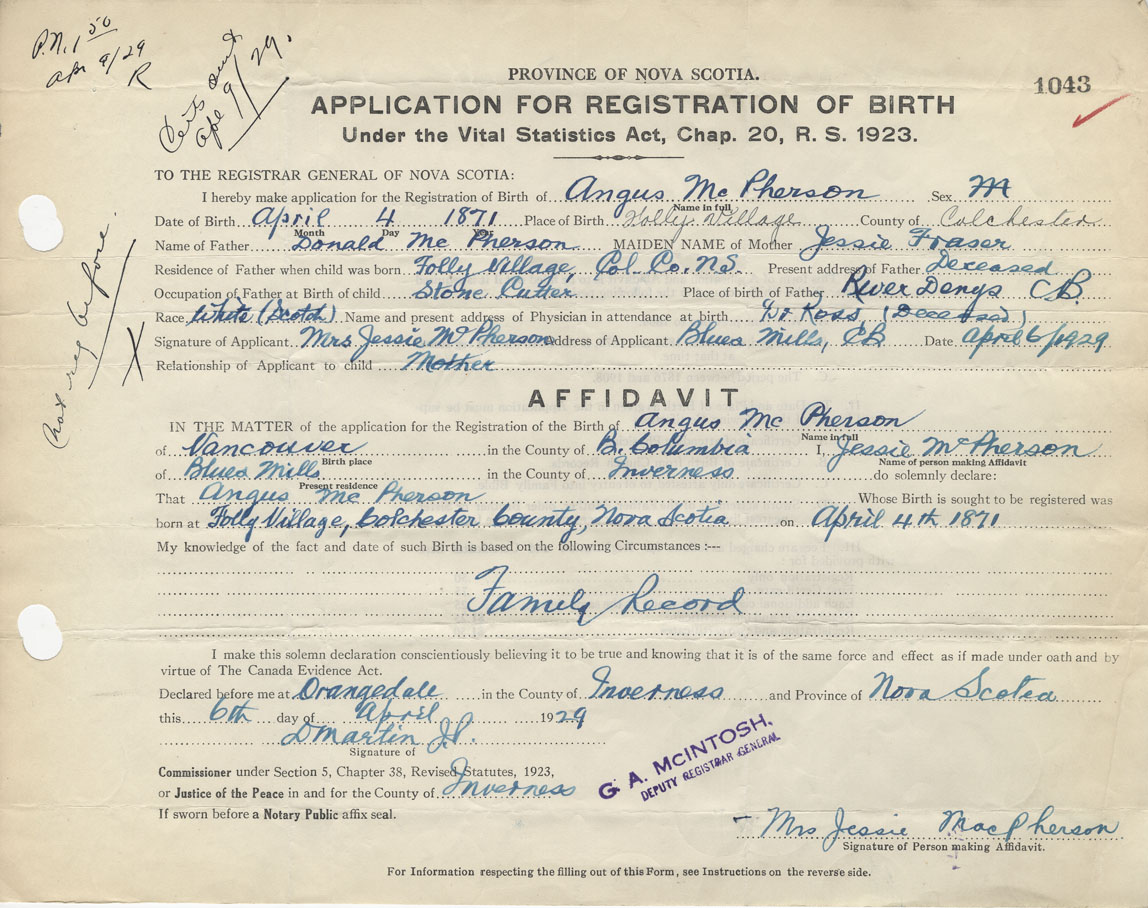 P.N. 1 50
Apr 9/29
R
Certs out
Apl 9/29.
PROVINCE OF NOVA SCOTIA.
1043
APPLICATION FOR REGISTRATION OF BIRTH
Under the Vital Statistics Act, Chap. 20, R. S. 1923.
TO THE REGISTRAR GENERAL OF NOVA SCOTIA:
I hereby make application for the Registration of Birth of Angus McPherson Sex M
Name in full
Date of Birth April 4 1871 Place of Birth Folly Village County of Colchester
Month Day Year
Name of Father Donald McPherson MAIDEN NAME of Mother Jessie Fraser
Residence of Father when child was born Folly Village, Col. Co. N.S. Present address of Father Deceased
Occupation of Father at Birth of child Stone Cutter Place of birth of Father River Denys C.B.
Race White (Scotch) Name and present address of Physician in attendance at birth Dr. Ross (Deceased)
Signature of Applicant Mrs Jessie McPherson Address of Applicant Blues Mills, CB Date April 6/1929
Relationship of Applicant to child Mother
not reg before
X
AFFIDAVIT
IN THE MATTER of the application for the Registration of the Birth of Angus McPherson
Name in full
of Vancouver in the County of B. Columbia I, Jessie McPherson
Birth place Name of person making Affidavit
of Blues Mills in the County of Inverness do solemnly declare:
Present residence
That Angus McPherson Whose Birth is sought to be registered was
born at Folly Village, Colchester County, Nova Scotia on April 4th 1871
My knowledge of the fact and date of such Birth is based on the following Circumstances :---
Family Record
I make this solemn declaration conscientiously believing it to be true and knowing that it is of the same force and effect as if made under oath and by
virtue of The Canada Evidence Act.
Declared before me at Orangedale in the County of Inverness and Province of Nova Scotia
this 6th day of April 1929
D Martin J.P.
Signature of
Commissioner under Section 5, Chapter 38, Revised Statutes, 1923,
or Justice of the Peace in and for the County of Inverness
G. A. McINTOSH.
DEPUTY REGISTRAR GENERAL
If sworn before a Notary Public affix seal.
Mrs Jessie MacPherson
Signature of Person making Affidavit.
For Information respecting the filling out of this Form, see Instructions on the reverse side.